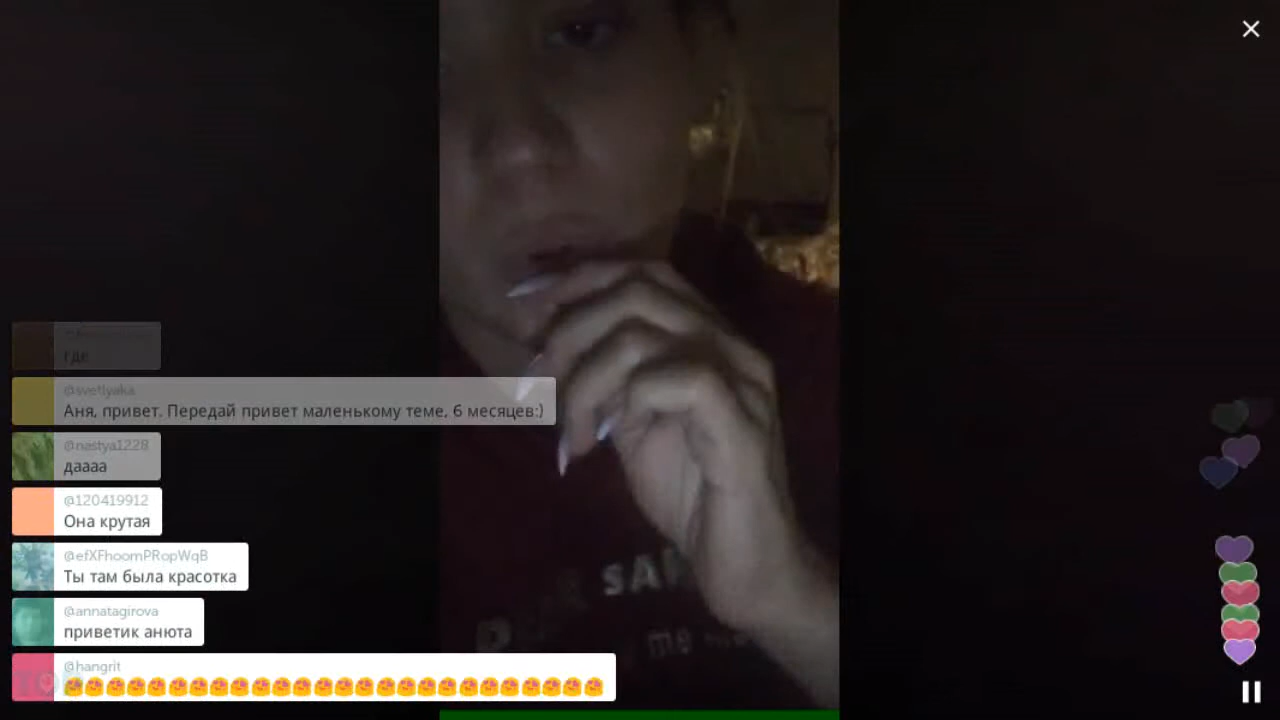 где
@svetlyaka
Аня, привет. Передай привет маленькому теме, 6 месяцев:)
@nastya1228
даааа
@120419912
Она крутая
@efXFhoomPRopWqB
Ты там была красотка
@annatagirova
приветик анюта
@hangrit
😍😍😍😍😍😍😍😍😍😍😍😍😍😍😍😍😍😍😍😍😍😍😍😍😍😍
me